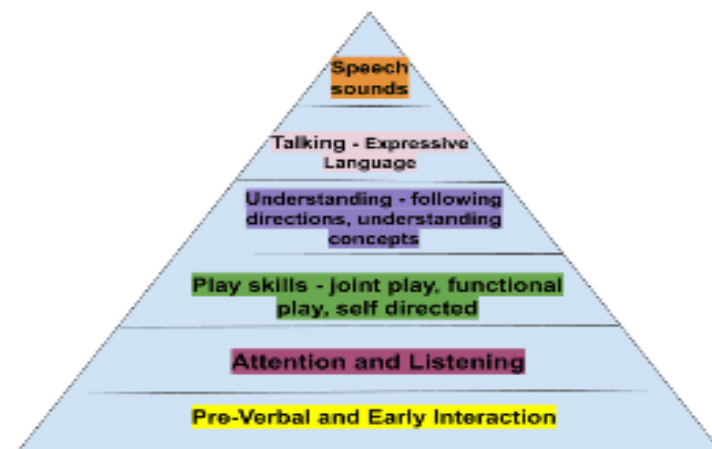 Speech
sounds
Talking - Expressive
Language
Understanding - following
directions, understanding
concepts
Play skills - joint play, functional
play, self directed
Attention and Listening
Pre-Verbal and Early Interaction